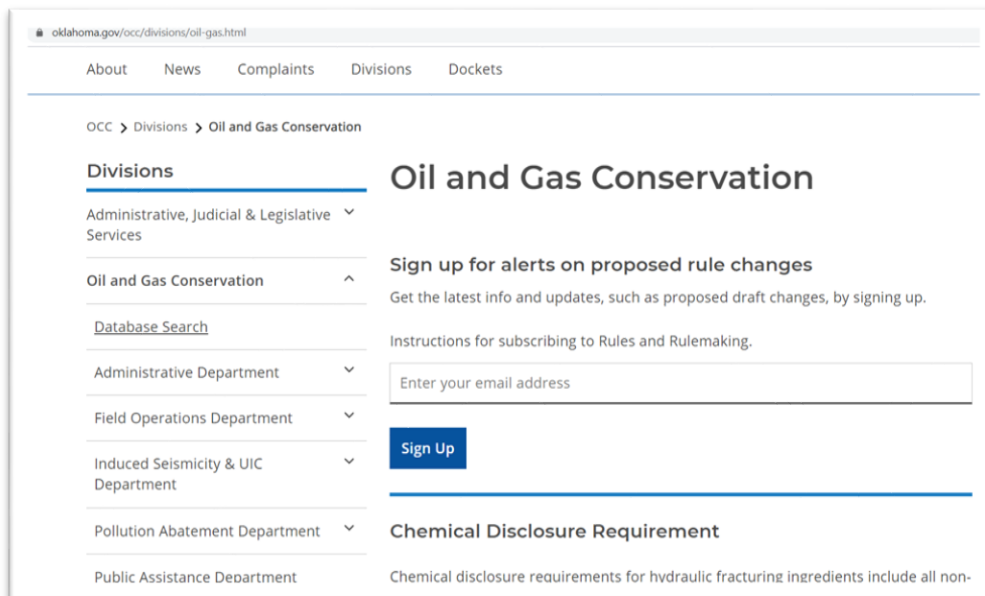 oklahoma.gov/occ/divisions/oil-gas.html
About News Complaints Divisions Dockets
OCC > Divisions > Oil and Gas Conservation
Divisions
Administrative, Judicial & Legislative
Services
Oil and Gas Conservation
Database Search
Administrative Department
Field Operations Department
Induced Seismicity & UIC
Department
Pollution Abatement Department
Public Assistance Department
Oil and Gas Conservation
Sign up for alerts on proposed rule changes
Get the latest info and updates, such as proposed draft changes, by signing up.
Instructions for subscribing to Rules and Rulemaking.
Enter your email address
Sign Up
Chemical Disclosure Requirement
Chemical disclosure requirements for hydraulic fracturing ingredients include all non-